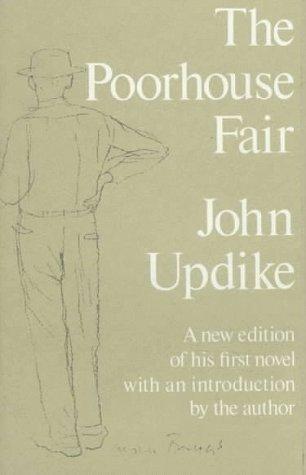 The
Poorhouse
Fair
John
Updike
A new edition
of his first novel
with an introduction
by the author